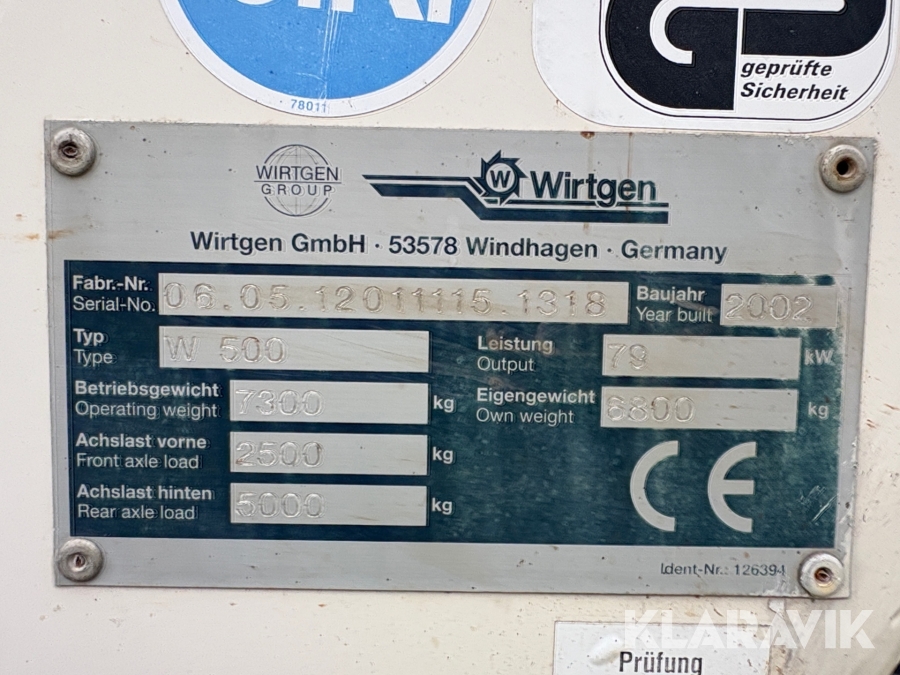 78011
geprüfte
Sicherheit
WIRTGEN
GROUP
W Wirtgen
Wirtgen GmbH · 53578 Windhagen · Germany
Fabr.-Nr.
Serial-No.
06.05.12011115.1318
Baujahr
Year built
2002
Typ
Type
W 500
Leistung
Output
79
kW
Betriebsgewicht
Operating weight
7300
kg
Eigengewicht
Own weight
6800
kg
Achslast vorne
Front axle load
2500
kg
Achslast hinten
Rear axle load
5000
kg
CE
Ident-Nr.: 126394
KLARAVIK
Prüfung